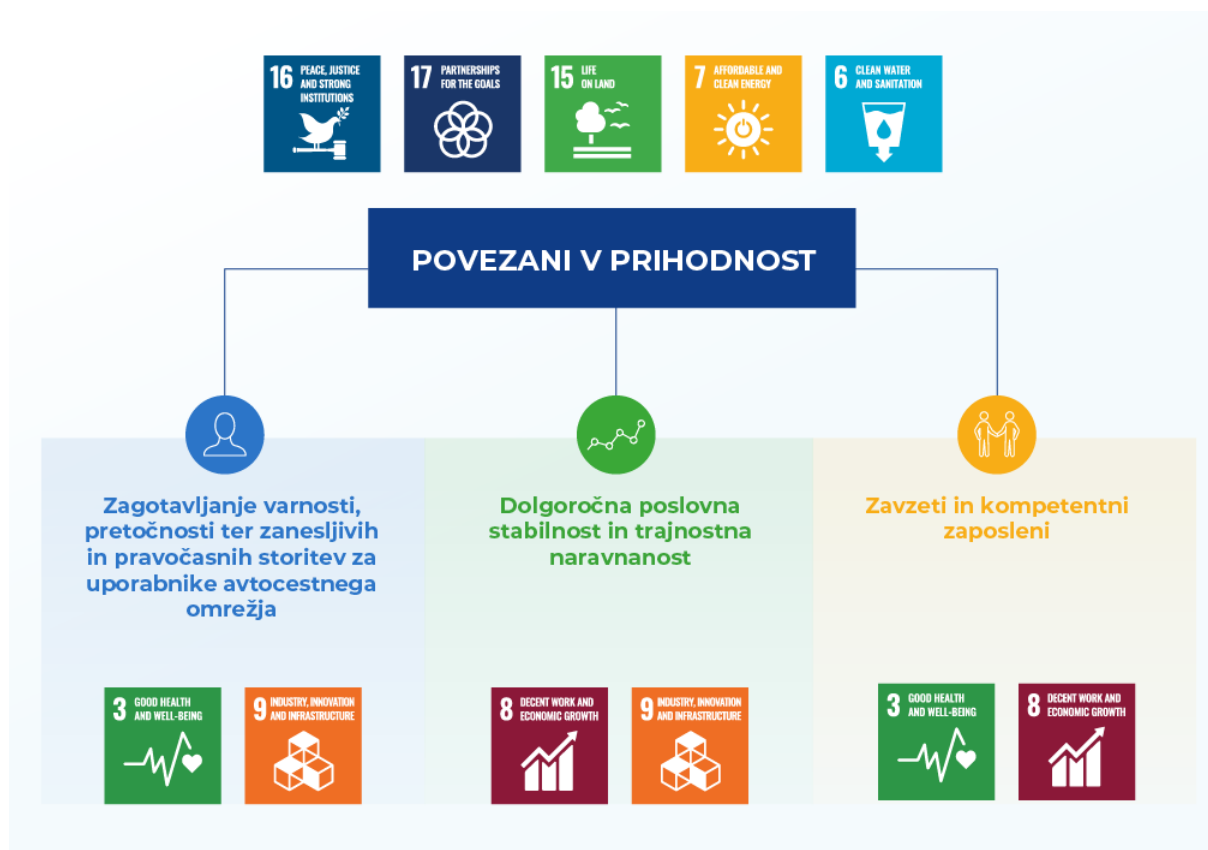 16 PEACE, JUSTICE
AND STRONG
INSTITUTIONS
17 PARTNERSHIPS
FOR THE GOALS
15 LIFE
ON LAND
7 AFFORDABLE AND
CLEAN ENERGY
6 CLEAN WATER
AND SANITATION
POVEZANI V PRIHODNOST
Zagotavljanje varnosti,
pretočnosti ter zanesljivih
in pravočasnih storitev za
uporabnike avtocestnega
omrežja
Dolgoročna poslovna
stabilnost in trajnostna
naravnanost
Zavzeti in kompetentni
zaposleni
3 GOOD HEALTH
AND WELL-BEING
9 INDUSTRY, INNOVATION
AND INFRASTRUCTURE
8 DECENT WORK AND
ECONOMIC GROWTH
9 INDUSTRY, INNOVATION
AND INFRASTRUCTURE
3 GOOD HEALTH
AND WELL-BEING
8 DECENT WORK AND
ECONOMIC GROWTH